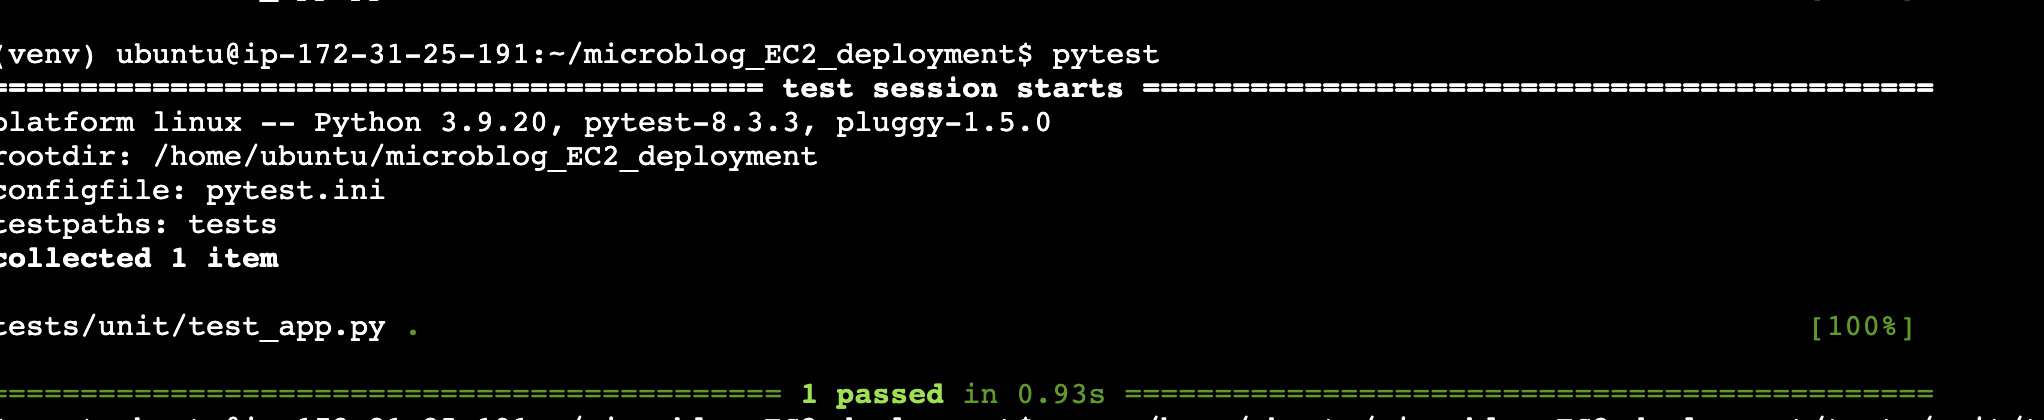 (venv) ubuntu@ip-172-31-25-191:~/microblog_EC2_deployment$ pytest
========================================== test session starts ============================================
platform linux -- Python 3.9.20, pytest-8.3.3, pluggy-1.5.0
rootdir: /home/ubuntu/microblog_EC2_deployment
configfile: pytest.ini
testpaths: tests
collected 1 item
tests/unit/test_app.py . [100%]
=========================================== 1 passed in 0.93s =============================================